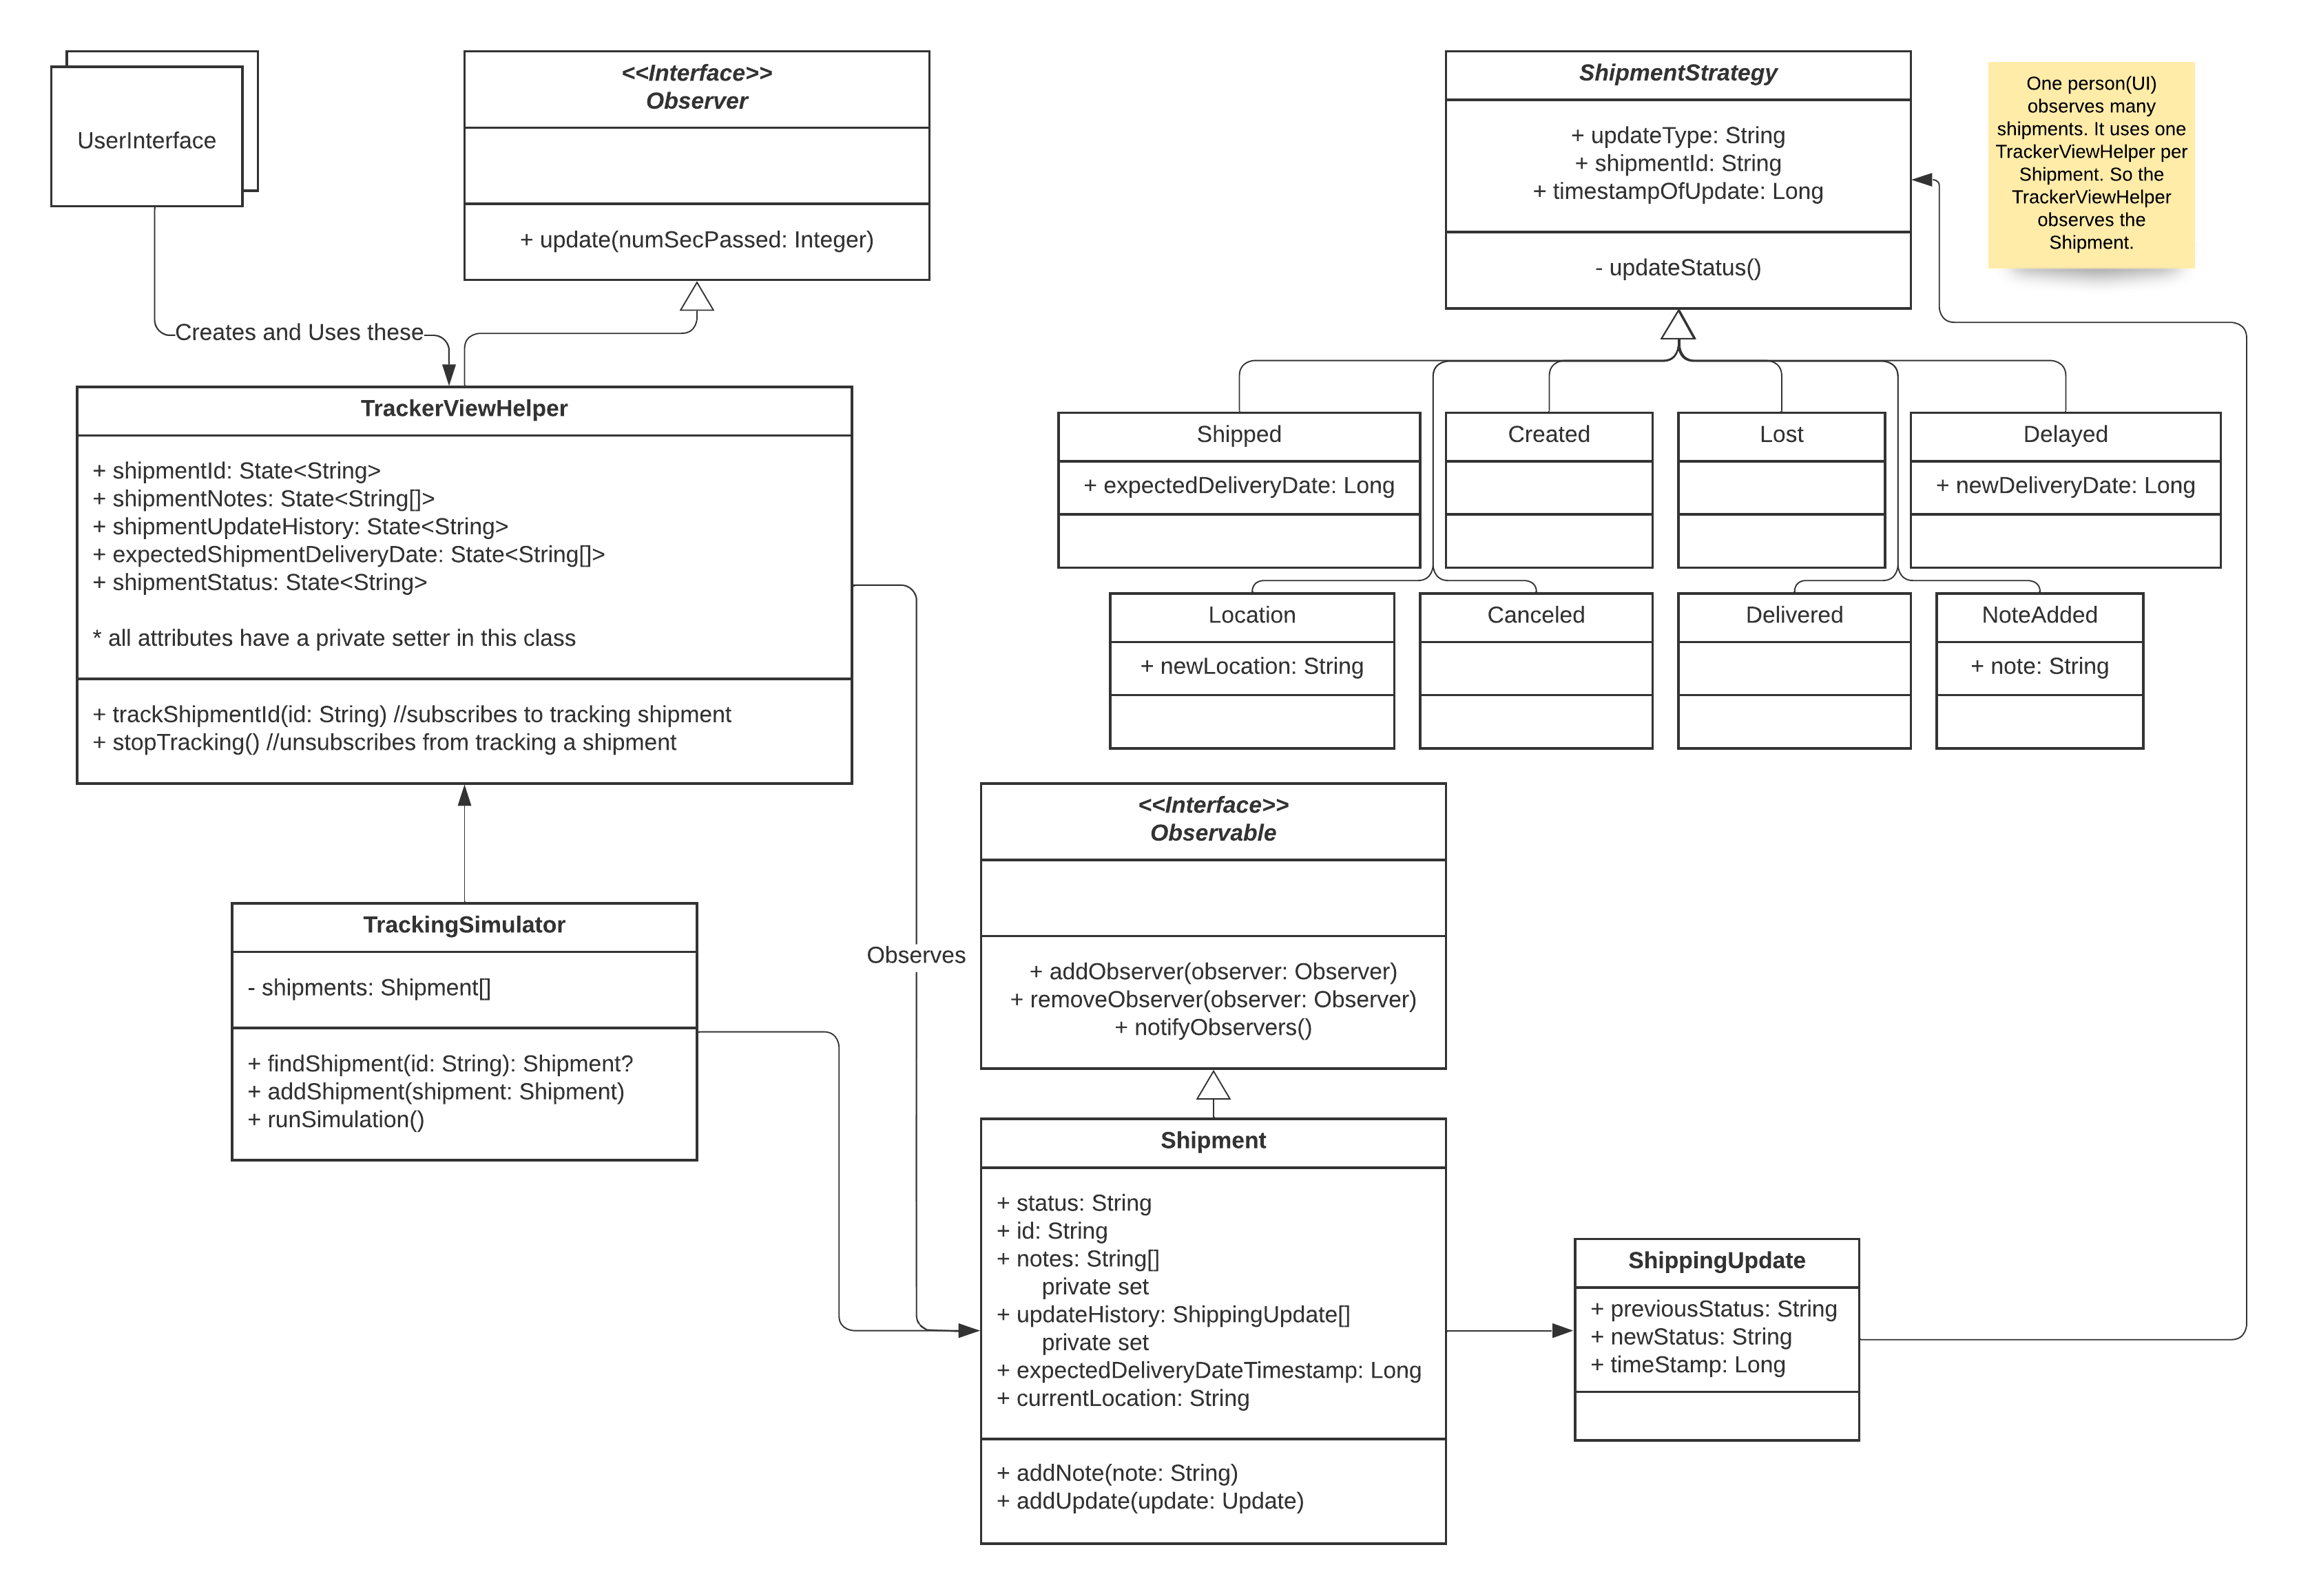 UserInterface
<<Interface>>
Observer
+ update(numSecPassed: Integer)
ShipmentStrategy
+ updateType: String
+ shipmentId: String
+ timestampOfUpdate: Long
- updateStatus()
One person(UI)
observes many
shipments. It uses one
TrackerViewHelper per
Shipment. So the
TrackerViewHelper
observes the
Shipment.
Creates and Uses these
TrackerViewHelper
+ shipmentId: State<String>
+ shipmentNotes: State<String[]>
+ shipmentUpdateHistory: State<String>
+ expectedShipmentDeliveryDate: State<String[]>
+ shipmentStatus: State<String>
* all attributes have a private setter in this class
+ trackShipmentId(id: String) //subscribes to tracking shipment
+ stopTracking() //unsubscribes from tracking a shipment
Shipped
+ expectedDeliveryDate: Long
Created
Lost
Delayed
+ newDeliveryDate: Long
Location
+ newLocation: String
Canceled
Delivered
NoteAdded
+ note: String
<<Interface>>
Observable
+ addObserver(observer: Observer)
+ removeObserver(observer: Observer)
+ notifyObservers()
TrackingSimulator
- shipments: Shipment[]
+ findShipment(id: String): Shipment?
+ addShipment(shipment: Shipment)
+ runSimulation()
Observes
Shipment
+ status: String
+ id: String
+ notes: String[]
private set
+ updateHistory: ShippingUpdate[]
private set
+ expectedDeliveryDateTimestamp: Long
+ currentLocation: String
+ addNote(note: String)
+ addUpdate(update: Update)
ShippingUpdate
+ previousStatus: String
+ newStatus: String
+ timeStamp: Long